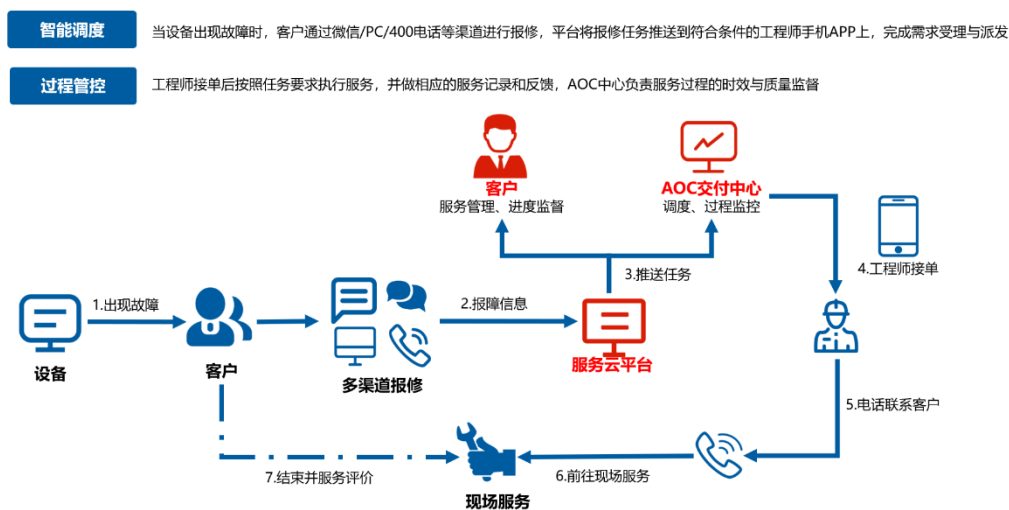 智能调度
当设备出现故障时，客户通过微信/PC/400电话等渠道进行报修，平台将报修任务推送到符合条件的工程师手机APP上，完成需求受理与派发
过程管控
工程师接单后按照任务要求执行服务，并做相应的服务记录和反馈，AOC中心负责服务过程的时效与质量监督
客户
服务管理、进度监督
AOC交付中心
调度、过程监控
4.工程师接单
3.推送任务
1.出现故障
2.报障信息
设备
客户
多渠道报修
服务云平台
5.电话联系客户
7.结束并服务评价
6.前往现场服务
现场服务